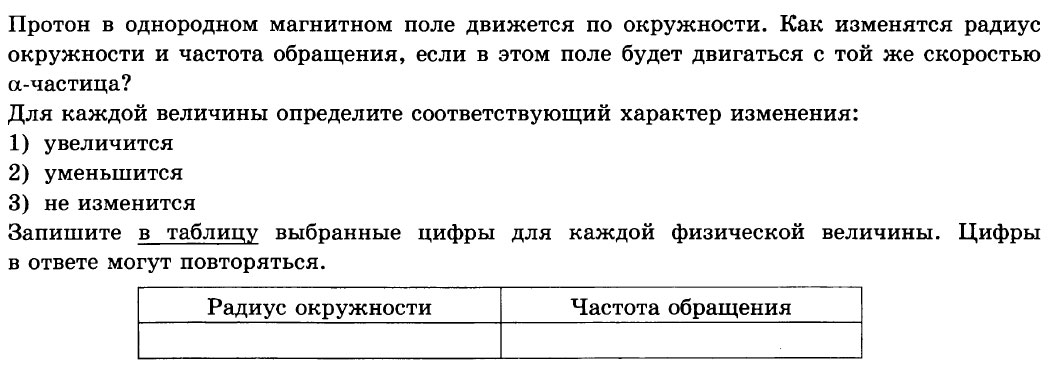 Протон в однородном магнитном поле движется по окружности. Как изменятся радиус
окружности и частота обращения, если в этом поле будет двигаться с той же скоростью
α-частица?
Для каждой величины определите соответствующий характер изменения:
1) увеличится
2) уменьшится
3) не изменится
Запишите в таблицу выбранные цифры для каждой физической величины. Цифры
в ответе могут повторяться.
Радиус окружности Частота обращения